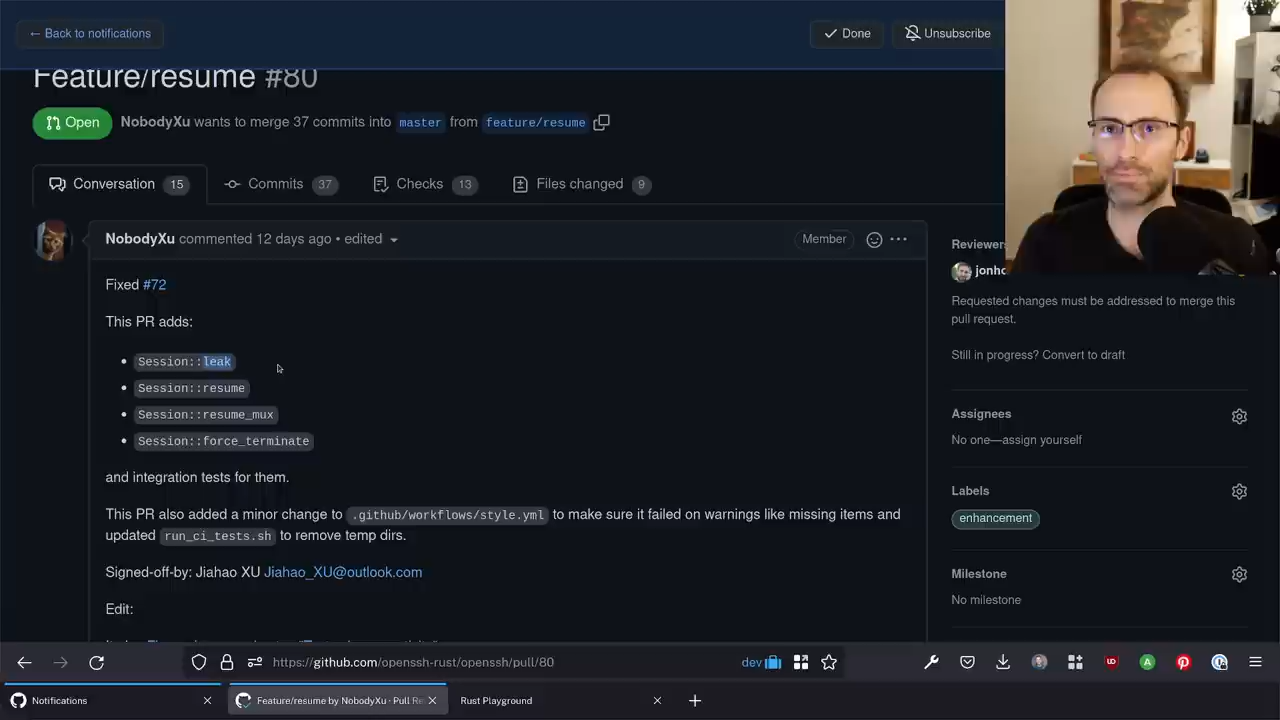 ← Back to notifications
Done
Unsubscribe
Feature/resume #80
Open
NobodyXu wants to merge 37 commits into master from feature/resume
Conversation 15
Commits 37
Checks 13
Files changed 9
NobodyXu commented 12 days ago • edited
Member
Fixed #72
This PR adds:
• Session::leak
• Session::resume
• Session::resume_mux
• Session::force_terminate
and integration tests for them.
This PR also added a minor change to .github/workflows/style.yml to make sure it failed on warnings like missing items and
updated run_ci_tests.sh to remove temp dirs.
Signed-off-by: Jiahao XU Jiahao_XU@outlook.com
Edit:
Reviewers
jonho
Requested changes must be addressed to merge this
pull request.
Still in progress? Convert to draft
Assignees
No one—assign yourself
Labels
enhancement
Milestone
No milestone
https://github.com/openssh-rust/openssh/pull/80
dev
Notifications
Feature/resume by NobodyXu · Pull Re
Rust Playground